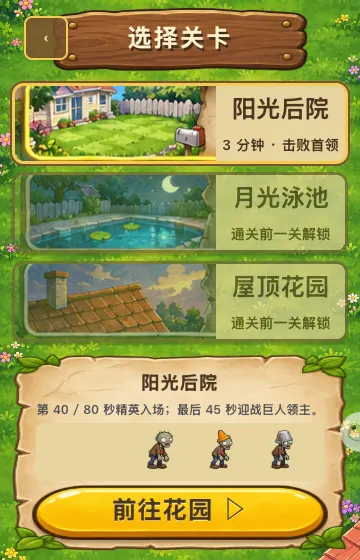 选择关卡
阳光后院
3 分钟 · 击败首领
月光泳池
通关前一关解锁
屋顶花园
通关前一关解锁
阳光后院
第 40 / 80 秒精英入场；最后 45 秒迎战巨人领主。
前往花园 ▷